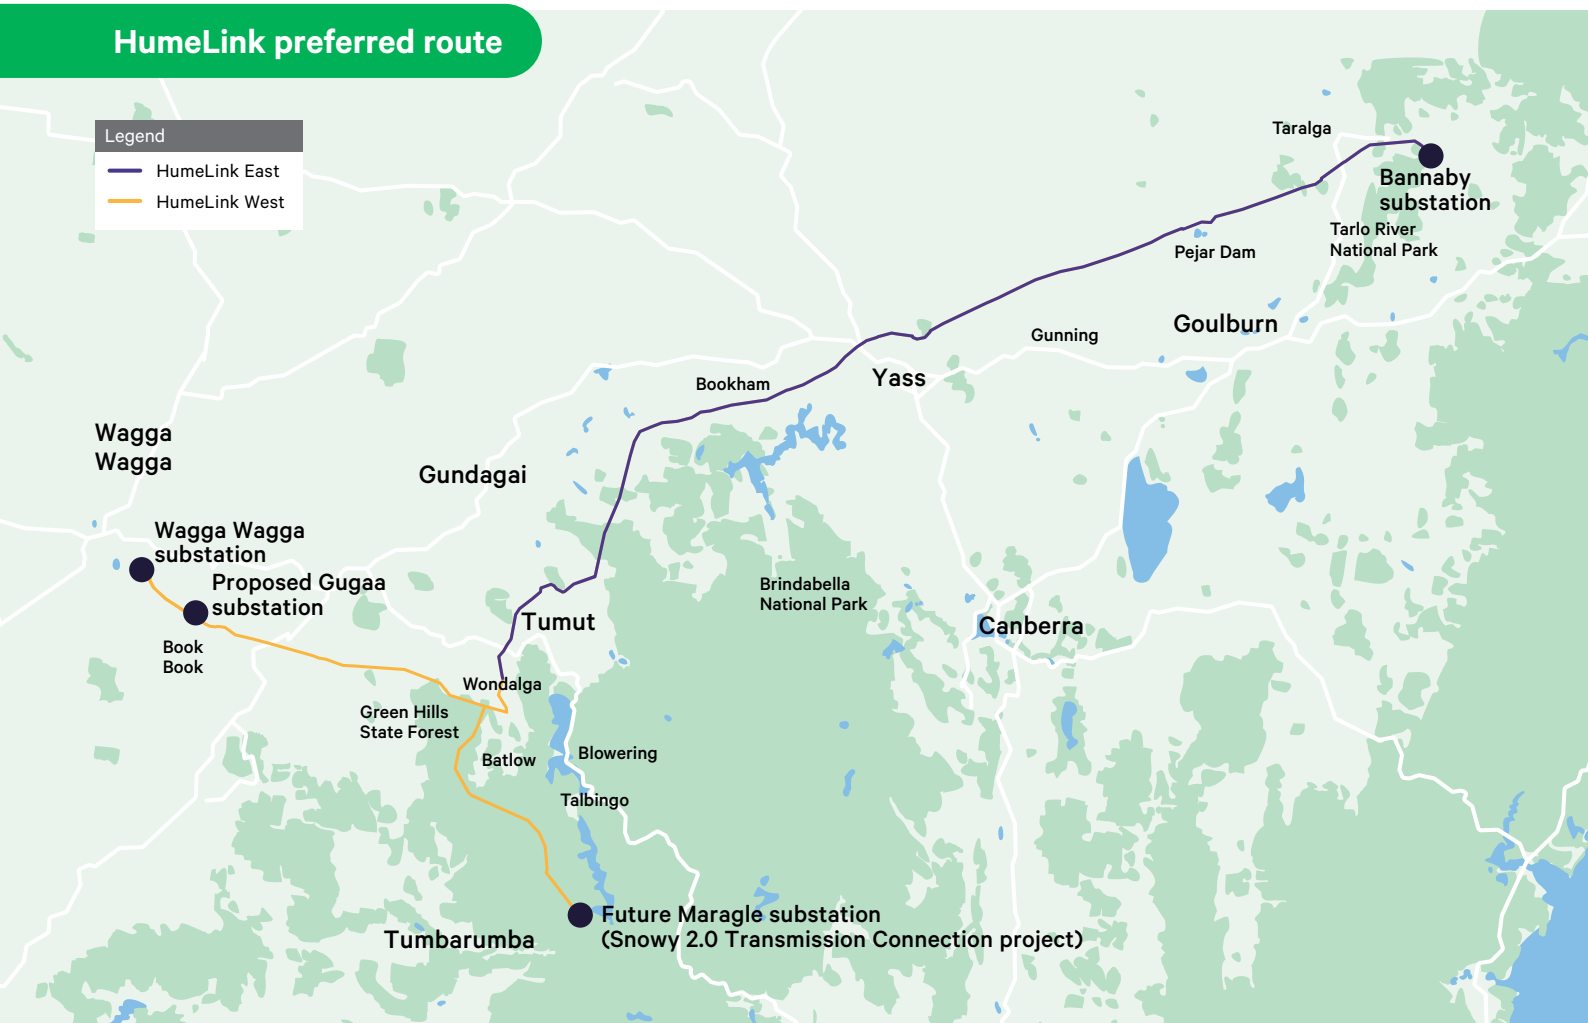 HumeLink preferred route
Legend
HumeLink East
HumeLink West
Taralga
Bannaby
substation
Tarlo River
National Park
Pejar Dam
Goulburn
Gunning
Yass
Bookham
Wagga
Wagga
Gundagai
Wagga Wagga
substation
Proposed Gugaa
substation
Brindabella
National Park
Tumut
Canberra
Book
Book
Wondalga
Green Hills
State Forest
Batlow
Blowering
Talbingo
Future Maragle substation
(Snowy 2.0 Transmission Connection project)
Tumbarumba